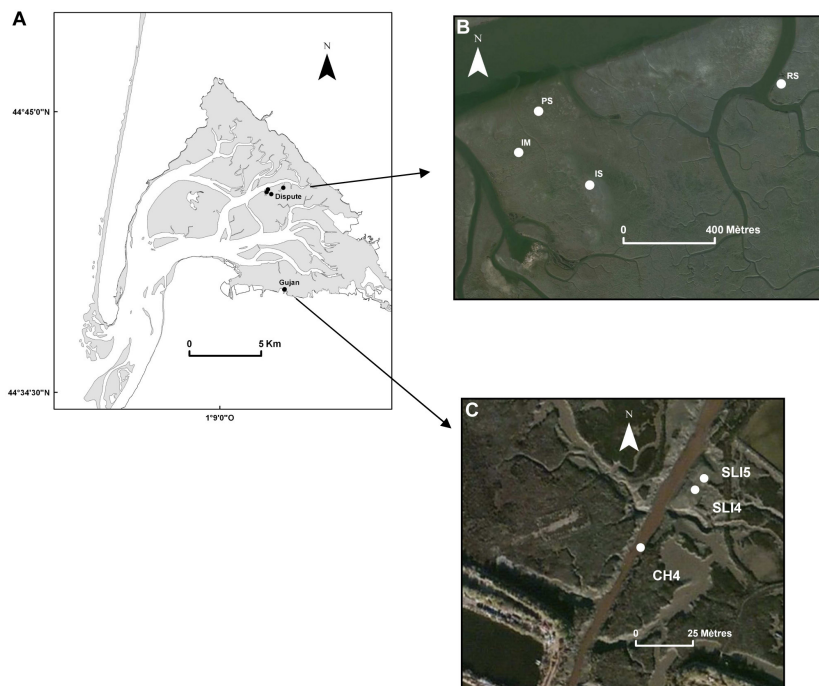 A
N
44°45'0"N
Dispute
Gujan
0 5 Km
44°34'30"N
1°9'0"O
B
N
RS
PS
IM
IS
0 400 Mètres
C
N
SLI5
SLI4
CH4
0 25 Mètres